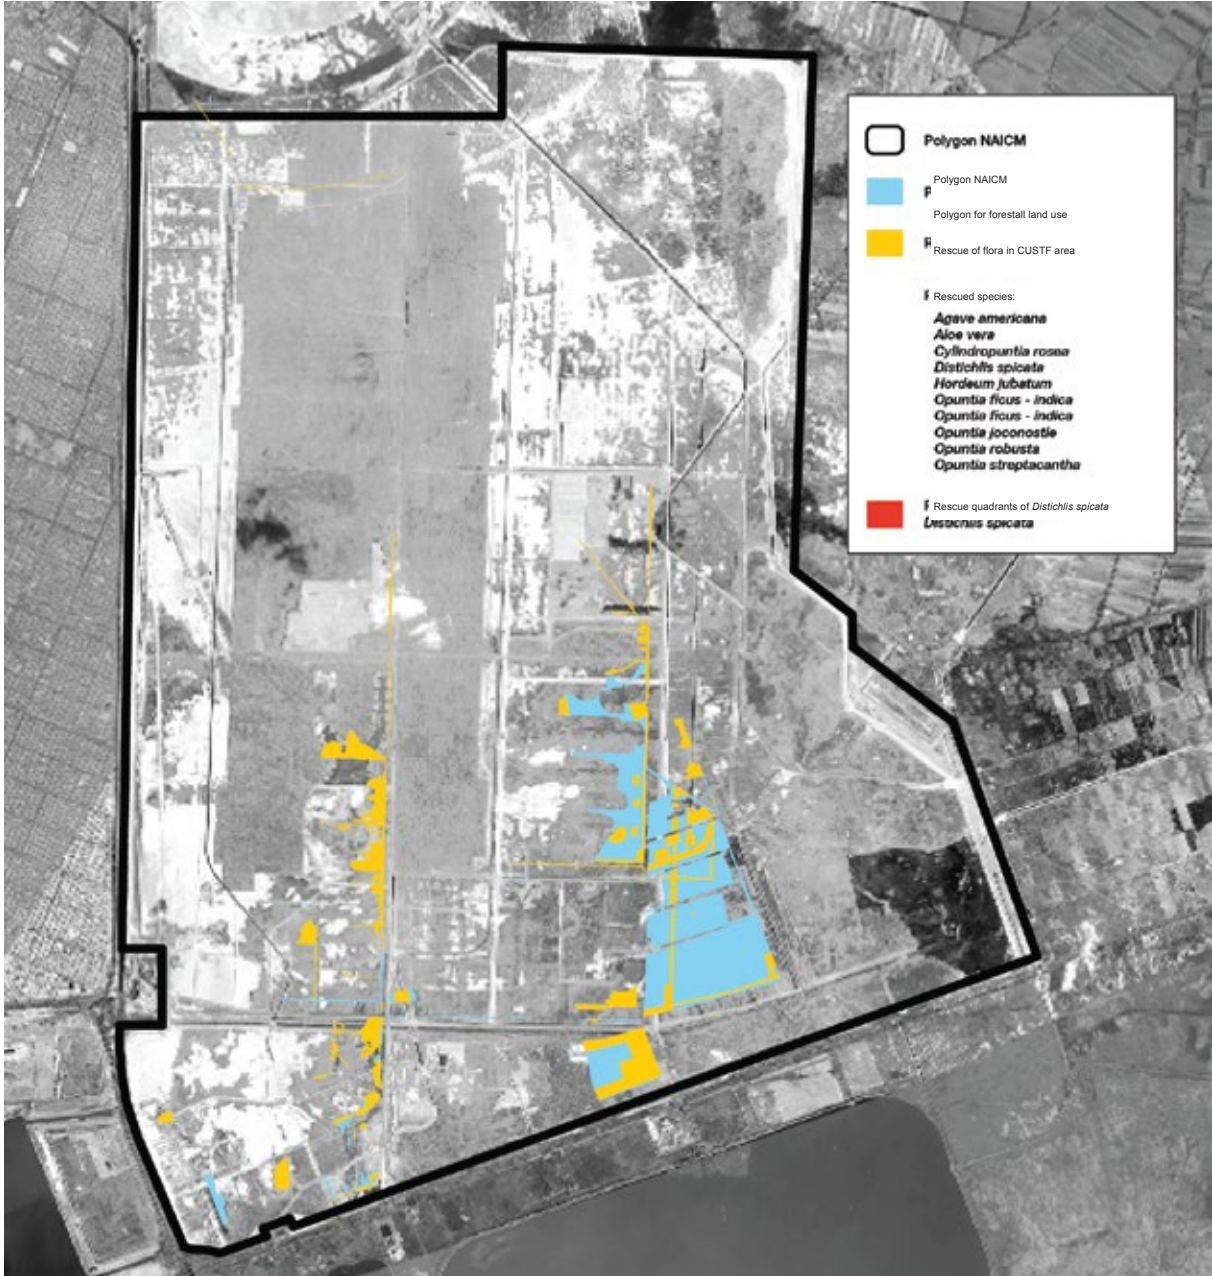 Polygon NAICM
Polygon NAICM
Polygon for forestall land use
Rescue of flora in CUSTF area
Rescued species:
Agave americana
Aloe vera
Cylindropuntia rosea
Distichlis spicata
Hordeum jubatum
Opuntia ficus - indica
Opuntia ficus - indica
Opuntia joconostle
Opuntia robusta
Opuntia streptacantha
Rescue quadrants of Distichlis spicata
Distichlis spicata